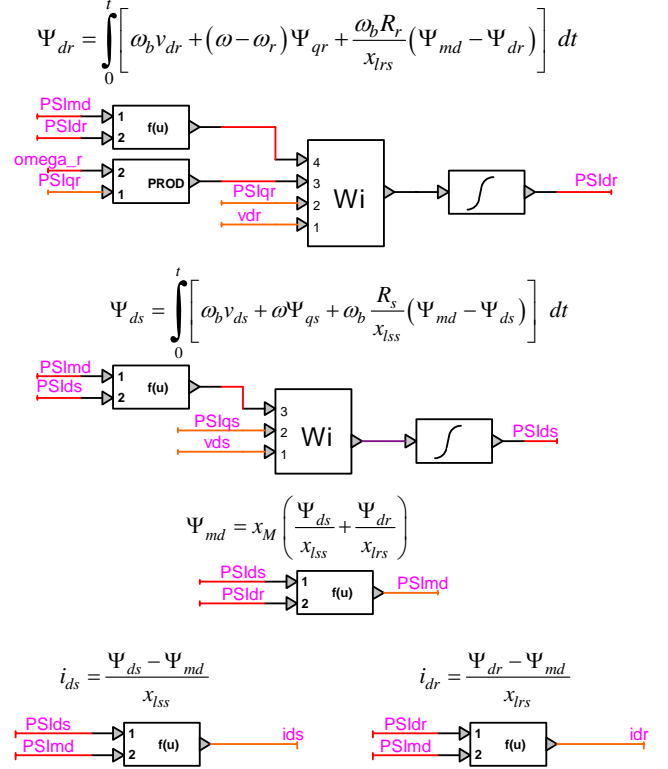 Ψ_dr = ∫_0^t [ω_b v_dr + (ω − ω_r)Ψ_qr + (ω_b R_r / x_lrs)(Ψ_md − Ψ_dr)] dt
PSImd
1
PSIdr
2
f(u)
omega_r
2
PSIqr
1
PROD
4
3
PSIqr
2
vdr
1
Wi
∫
PSIdr
Ψ_ds = ∫_0^t [ω_b v_ds + ωΨ_qs + ω_b (R_s / x_lss)(Ψ_md − Ψ_ds)] dt
PSImd
1
PSIds
2
f(u)
3
PSIqs
2
vds
1
Wi
∫
PSIds
Ψ_md = x_M (Ψ_ds / x_lss + Ψ_dr / x_lrs)
PSIds
1
PSIdr
2
f(u)
PSImd
i_ds = (Ψ_ds − Ψ_md) / x_lss
PSIds
1
PSImd
2
f(u)
ids
i_dr = (Ψ_dr − Ψ_md) / x_lrs
PSIdr
1
PSImd
2
f(u)
idr